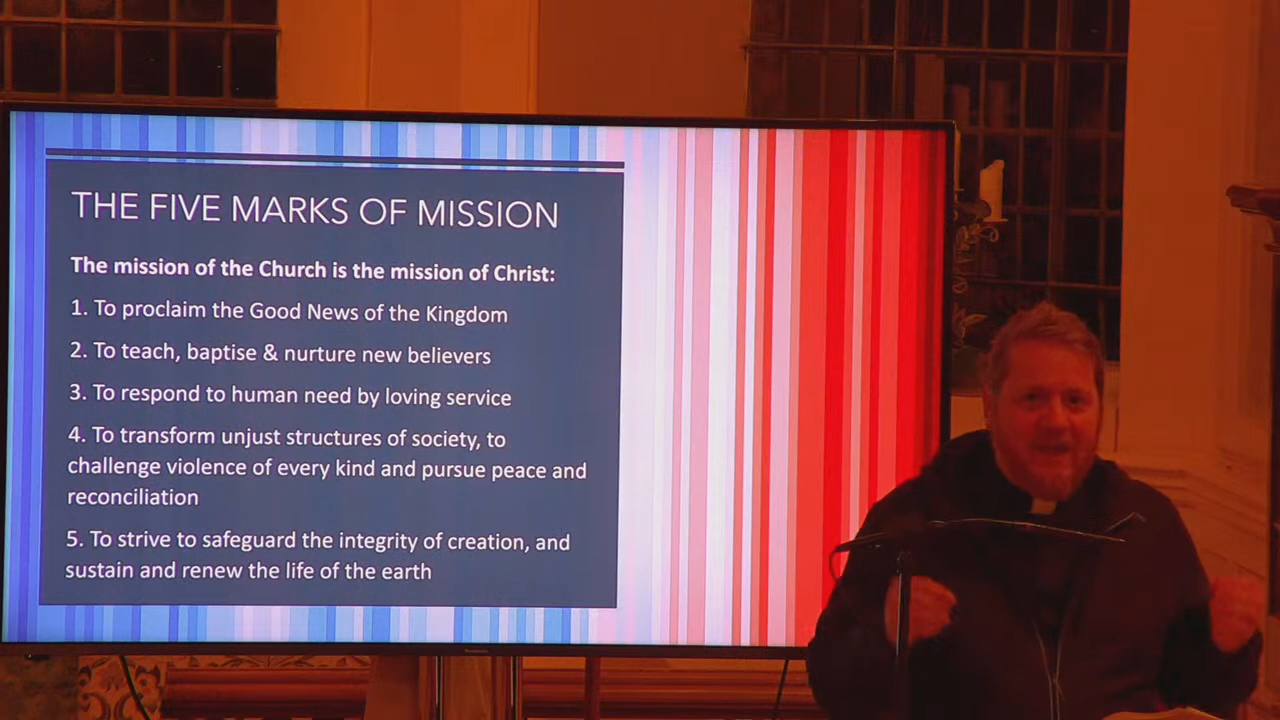 THE FIVE MARKS OF MISSION
The mission of the Church is the mission of Christ:
1. To proclaim the Good News of the Kingdom
2. To teach, baptise & nurture new believers
3. To respond to human need by loving service
4. To transform unjust structures of society, to
challenge violence of every kind and pursue peace and
reconciliation
5. To strive to safeguard the integrity of creation, and
sustain and renew the life of the earth
Panasonic